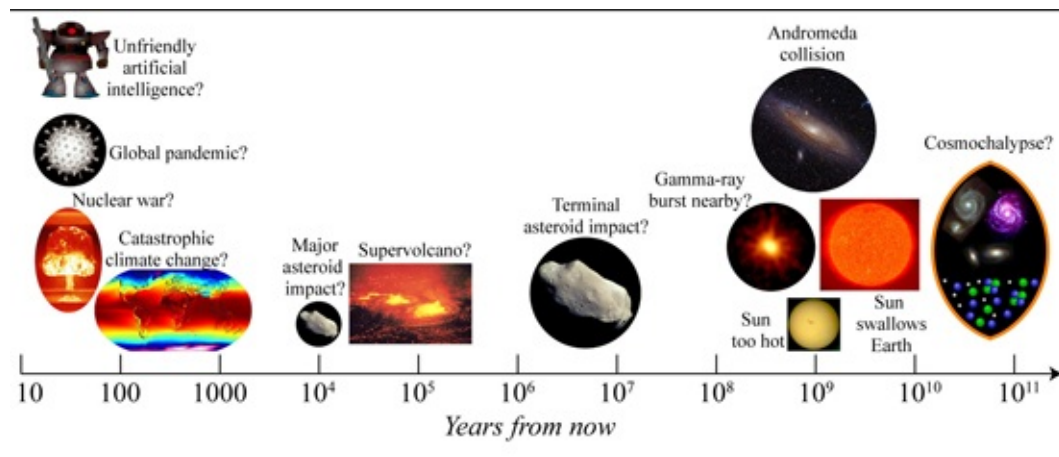 Unfriendly
artificial
intelligence?
Global pandemic?
Nuclear war?
Catastrophic
climate change?
Major
asteroid
impact?
Supervolcano?
Terminal
asteroid impact?
Gamma-ray
burst nearby?
Andromeda
collision
Sun
too hot
Sun
swallows
Earth
Cosmochalypse?
10 100 1000 10⁴ 10⁵ 10⁶ 10⁷ 10⁸ 10⁹ 10¹⁰ 10¹¹
Years from now